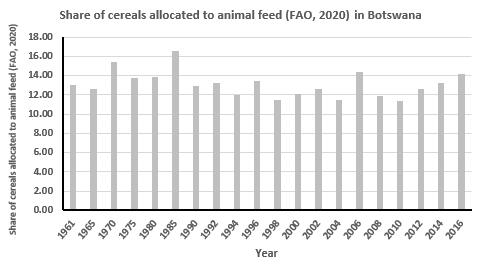 Share of cereals allocated to animal feed (FAO, 2020) in Botswana
Share of cereals allocated to animal feed (FAO, 2020)
18.00
16.00
14.00
12.00
10.00
8.00
6.00
4.00
2.00
0.00
1961 1965 1970 1975 1980 1985 1990 1992 1994 1996 1998 2000 2002 2004 2006 2008 2010 2012 2014 2016
Year